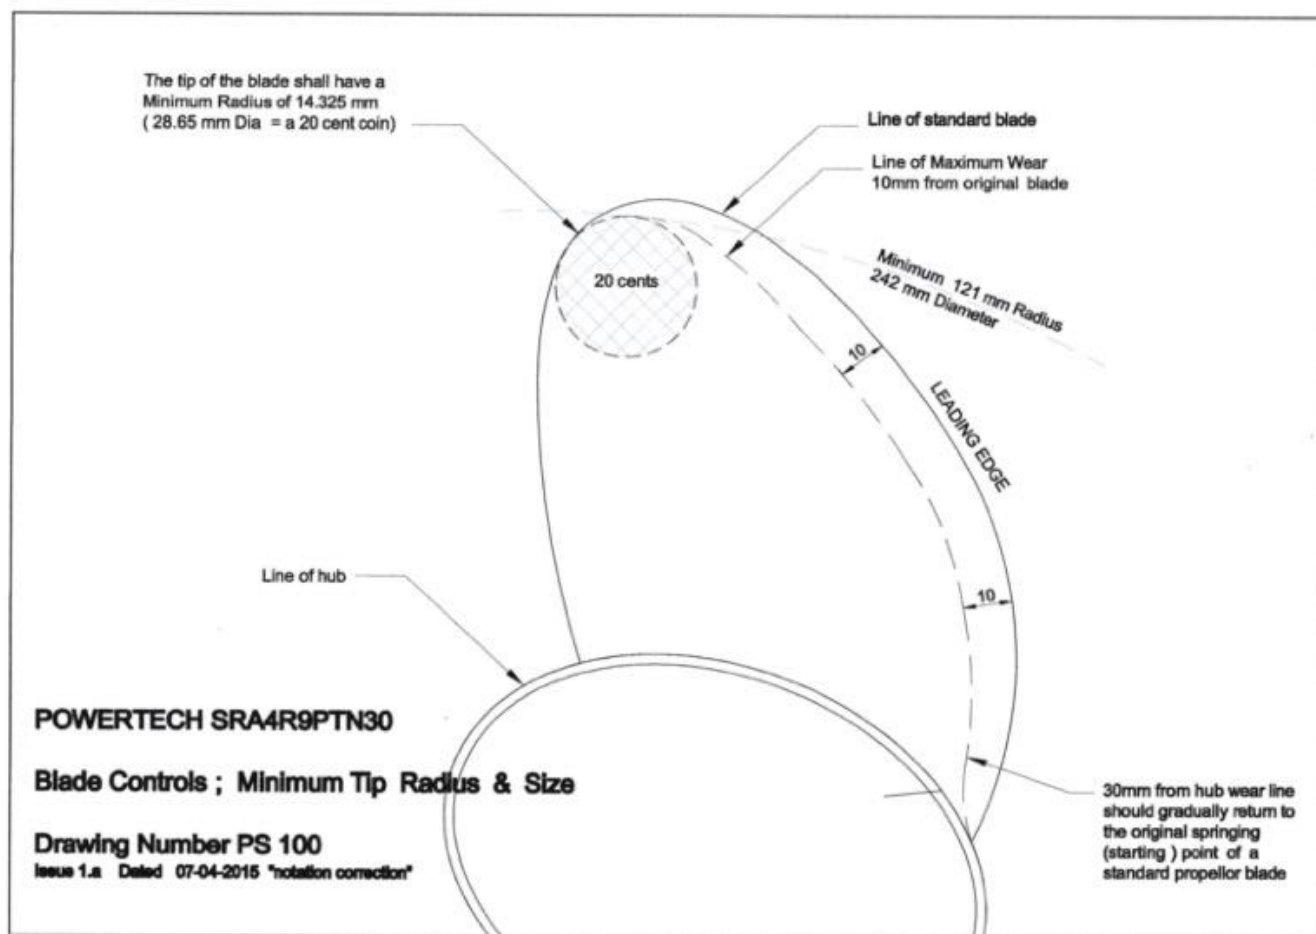 The tip of the blade shall have a
Minimum Radius of 14.325 mm
( 28.65 mm Dia = a 20 cent coin)
Line of standard blade
Line of Maximum Wear
10mm from original blade
20 cents
Minimum 121 mm Radius
242 mm Diameter
10
LEADING EDGE
10
Line of hub
POWERTECH SRA4R9PTN30
Blade Controls ; Minimum Tip Radius & Size
Drawing Number PS 100
Issue 1.a Dated 07-04-2015 "notation correction"
30mm from hub wear line
should gradually return to
the original springing
(starting ) point of a
standard propellor blade